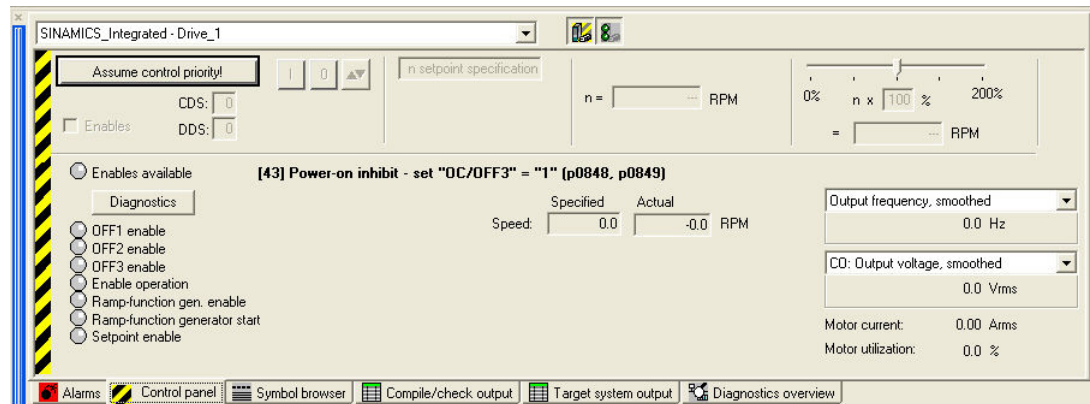 SINAMICS_Integrated - Drive_1
Assume control priority!
I 0
n setpoint specification
CDS: 0
Enables
DDS: 0
n = --- RPM
0% n x 100 % 200%
= --- RPM
Enables available
[43] Power-on inhibit - set "OC/OFF3" = "1" (p0848, p0849)
Diagnostics
OFF1 enable
OFF2 enable
OFF3 enable
Enable operation
Ramp-function gen. enable
Ramp-function generator start
Setpoint enable
Specified Actual
Speed: 0.0 -0.0 RPM
Output frequency, smoothed
0.0 Hz
CO: Output voltage, smoothed
0.0 Vrms
Motor current: 0.00 Arms
Motor utilization: 0.0 %
Alarms Control panel Symbol browser Compile/check output Target system output Diagnostics overview